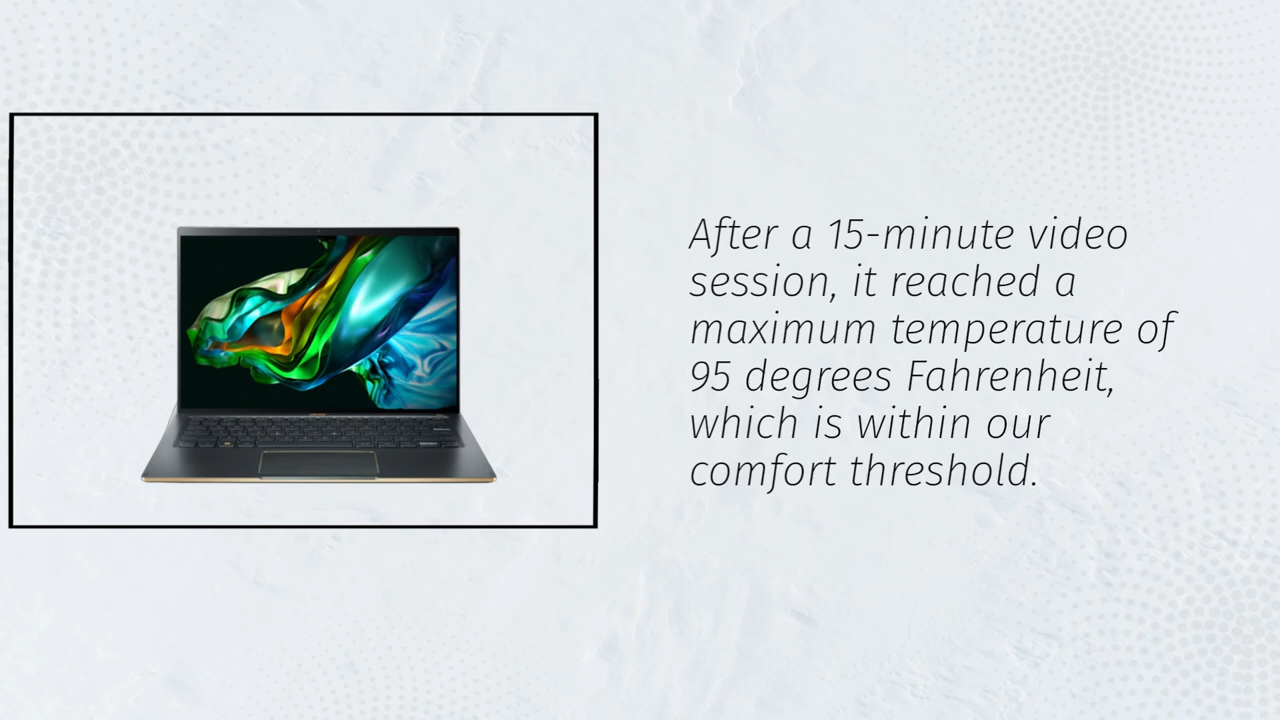 After a 15-minute video
session, it reached a
maximum temperature of
95 degrees Fahrenheit,
which is within our
comfort threshold.